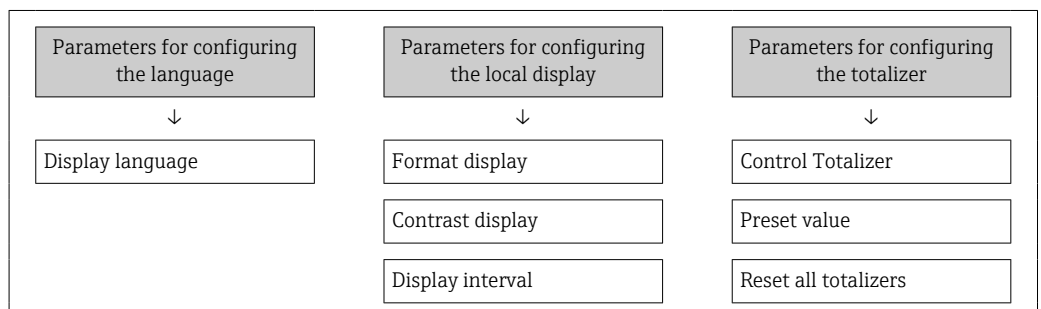 Parameters for configuring
the language
↓
Display language
Parameters for configuring
the local display
↓
Format display
Contrast display
Display interval
Parameters for configuring
the totalizer
↓
Control Totalizer
Preset value
Reset all totalizers